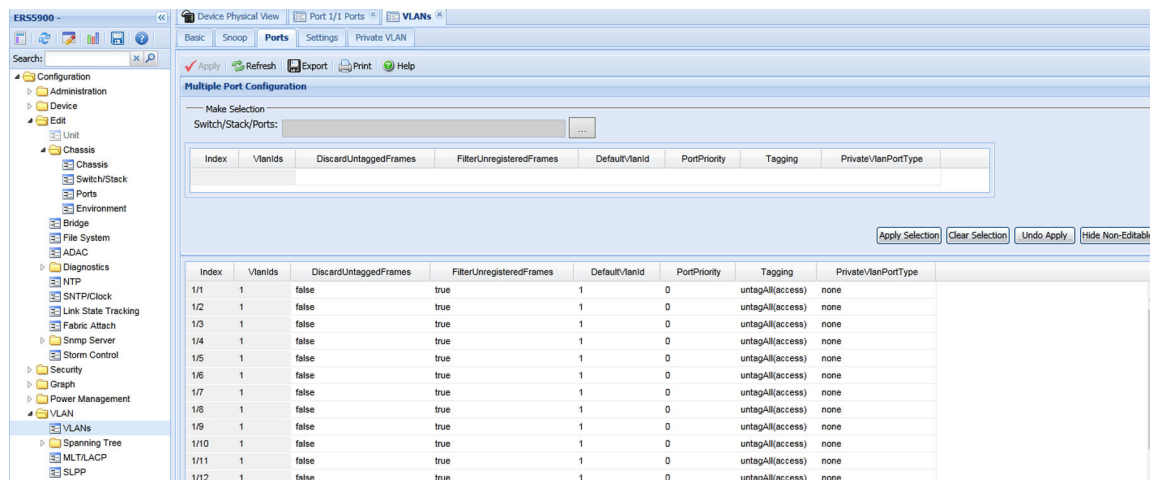 ERS5900 -
Device Physical View Port 1/1 Ports VLANs
Basic Snoop Ports Settings Private VLAN
Search:
Apply Refresh Export Print Help
Configuration
Administration
Device
Edit
Unit
Chassis
Chassis
Switch/Stack
Ports
Environment
Bridge
File System
ADAC
Diagnostics
NTP
SNTP/Clock
Link State Tracking
Fabric Attach
Snmp Server
Storm Control
Security
Graph
Power Management
VLAN
VLANs
Spanning Tree
MLT/LACP
SLPP
Multiple Port Configuration
Make Selection
Switch/Stack/Ports: ...
Index VlanIds DiscardUntaggedFrames FilterUnregisteredFrames DefaultVlanId PortPriority Tagging PrivateVlanPortType
Apply Selection Clear Selection Undo Apply Hide Non-Editable
Index VlanIds DiscardUntaggedFrames FilterUnregisteredFrames DefaultVlanId PortPriority Tagging PrivateVlanPortType
1/1 1 false true 1 0 untagAll(access) none
1/2 1 false true 1 0 untagAll(access) none
1/3 1 false true 1 0 untagAll(access) none
1/4 1 false true 1 0 untagAll(access) none
1/5 1 false true 1 0 untagAll(access) none
1/6 1 false true 1 0 untagAll(access) none
1/7 1 false true 1 0 untagAll(access) none
1/8 1 false true 1 0 untagAll(access) none
1/9 1 false true 1 0 untagAll(access) none
1/10 1 false true 1 0 untagAll(access) none
1/11 1 false true 1 0 untagAll(access) none
1/12 1 false true 1 0 untagAll(access) none